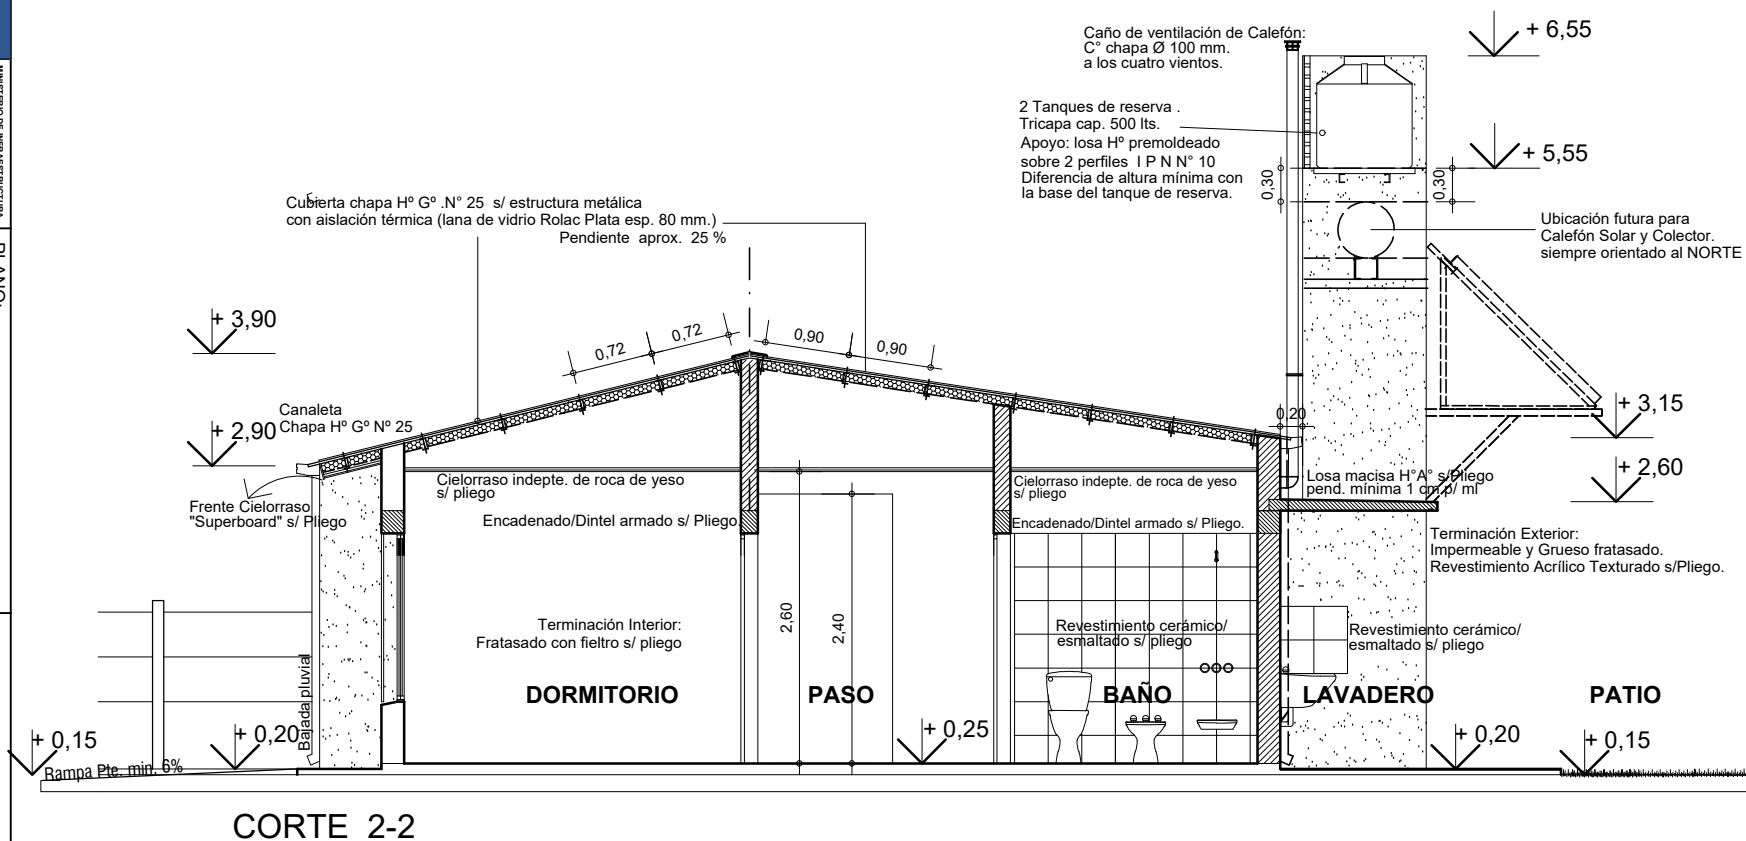 Caño de ventilación de Calefón:
C° chapa Ø 100 mm.
a los cuatro vientos.
+ 6,55
2 Tanques de reserva .
Tricapa cap. 500 lts.
Apoyo: losa Hº premoldeado
sobre 2 perfiles I P N N° 10
Diferencia de altura mínima con
la base del tanque de reserva.
+ 5,55
0,30
0,30
Cubierta chapa Hº Gº .N° 25 s/ estructura metálica
con aislación térmica (lana de vidrio Rolac Plata esp. 80 mm.)
Pendiente aprox. 25 %
Ubicación futura para
Calefón Solar y Colector.
siempre orientado al NORTE
+ 3,90
0,72
0,72
0,90
0,90
Canaleta
Chapa Hº Gº Nº 25
+ 2,90
0,20
+ 3,15
Cielorraso indepte. de roca de yeso
s/ pliego
Cielorraso indepte. de roca de yeso
s/ pliego
Losa macisa H°A° s/Pliego
pend. mínima 1 cm.p/ ml
+ 2,60
Frente Cielorraso
"Superboard" s/ Pliego
Encadenado/Dintel armado s/ Pliego.
Encadenado/Dintel armado s/ Pliego.
Terminación Exterior:
Impermeable y Grueso fratasado.
Revestimiento Acrílico Texturado s/Pliego.
Terminación Interior:
Fratasado con fieltro s/ pliego
2,60
2,40
Revestimiento cerámico/
esmaltado s/ pliego
Revestimiento cerámico/
esmaltado s/ pliego
DORMITORIO
PASO
BAÑO
LAVADERO
PATIO
Bajada pluvial
+ 0,15
+ 0,20
+ 0,25
+ 0,20
+ 0,15
Rampa Pte. min. 6%
CORTE 2-2